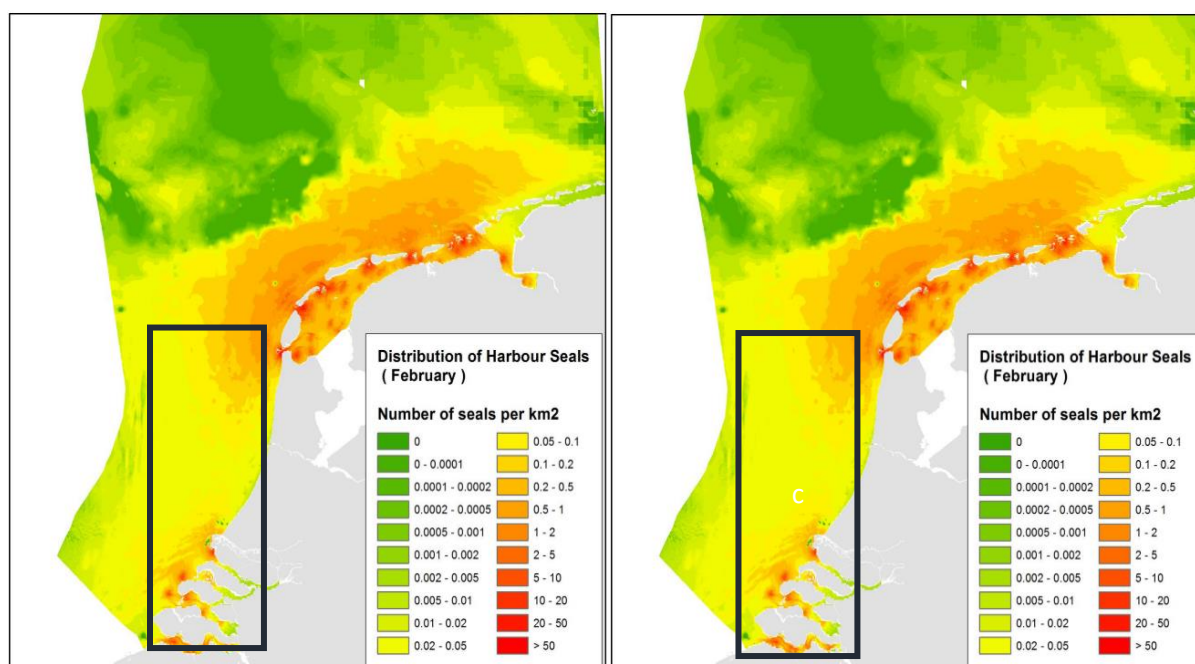 Distribution of Harbour Seals
( February )
Number of seals per km2
0
0 - 0.0001
0.0001 - 0.0002
0.0002 - 0.0005
0.0005 - 0.001
0.001 - 0.002
0.002 - 0.005
0.005 - 0.01
0.01 - 0.02
0.02 - 0.05
0.05 - 0.1
0.1 - 0.2
0.2 - 0.5
0.5 - 1
1 - 2
2 - 5
5 - 10
10 - 20
20 - 50
> 50
C
Distribution of Harbour Seals
( February )
Number of seals per km2
0
0 - 0.0001
0.0001 - 0.0002
0.0002 - 0.0005
0.0005 - 0.001
0.001 - 0.002
0.002 - 0.005
0.005 - 0.01
0.01 - 0.02
0.02 - 0.05
0.05 - 0.1
0.1 - 0.2
0.2 - 0.5
0.5 - 1
1 - 2
2 - 5
5 - 10
10 - 20
20 - 50
> 50